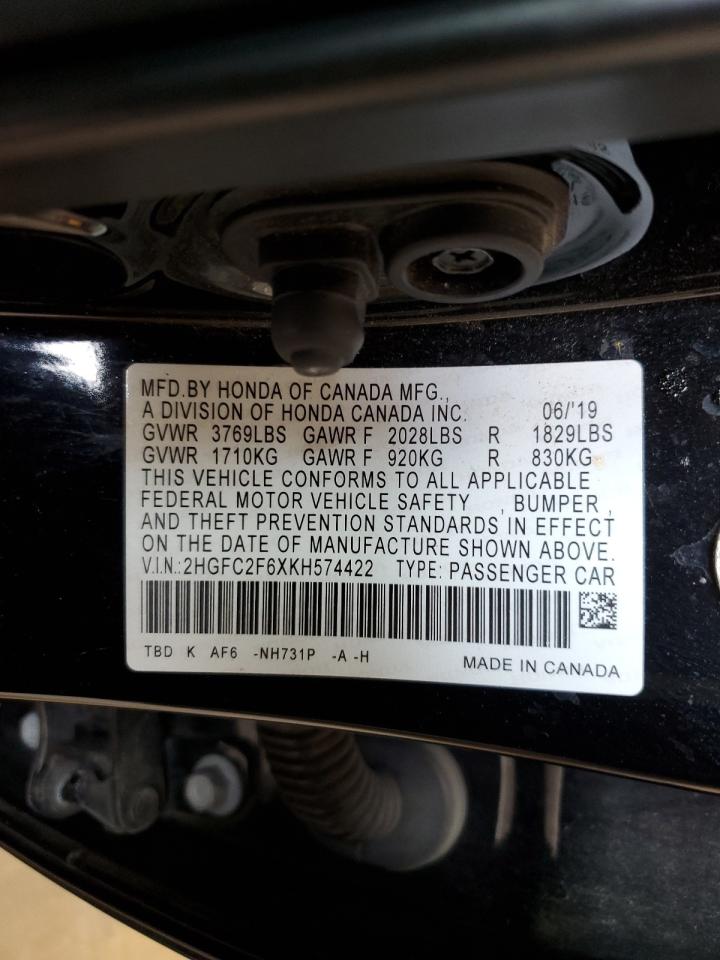 MFD.BY HONDA OF CANADA MFG.,
A DIVISION OF HONDA CANADA INC. 06/'19
GVWR 3769LBS GAWR F 2028LBS R 1829LBS
GVWR 1710KG GAWR F 920KG R 830KG
THIS VEHICLE CONFORMS TO ALL APPLICABLE
FEDERAL MOTOR VEHICLE SAFETY , BUMPER ,
AND THEFT PREVENTION STANDARDS IN EFFECT
ON THE DATE OF MANUFACTURE SHOWN ABOVE.
V.I.N.:2HGFC2F6XKH574422 TYPE: PASSENGER CAR
TBD K AF6 -NH731P -A -H
MADE IN CANADA